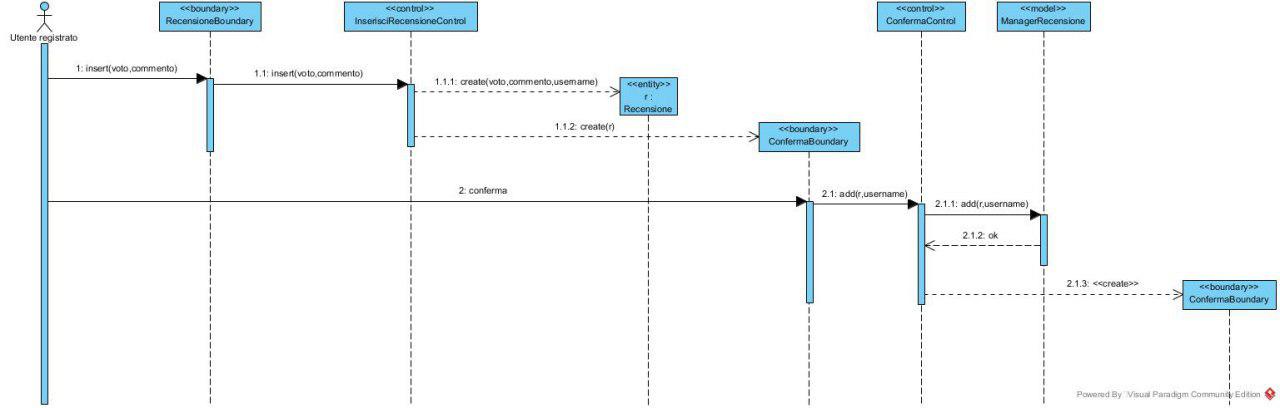 Utente registrato
<<boundary>>
RecensioneBoundary
<<control>>
InserisciRecensioneControl
<<control>>
ConfermaControl
<<model>>
ManagerRecensione
1: insert(voto,commento)
1.1: insert(voto,commento)
1.1.1: create(voto,commento,username)
<<entity>>
r :
Recensione
1.1.2: create(r)
<<boundary>>
ConfermaBoundary
2: conferma
2.1: add(r,username)
2.1.1: add(r,username)
2.1.2: ok
2.1.3: <<create>>
<<boundary>>
ConfermaBoundary
Powered By Visual Paradigm Community Edition